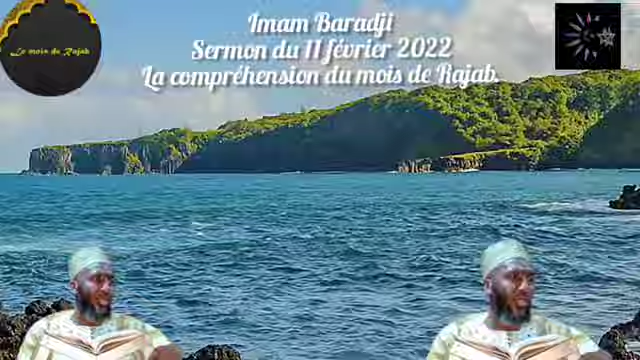 Le mois de Rajab
Imam Baradji
Sermon du 11 février 2022
La compréhension du mois de Rajab.